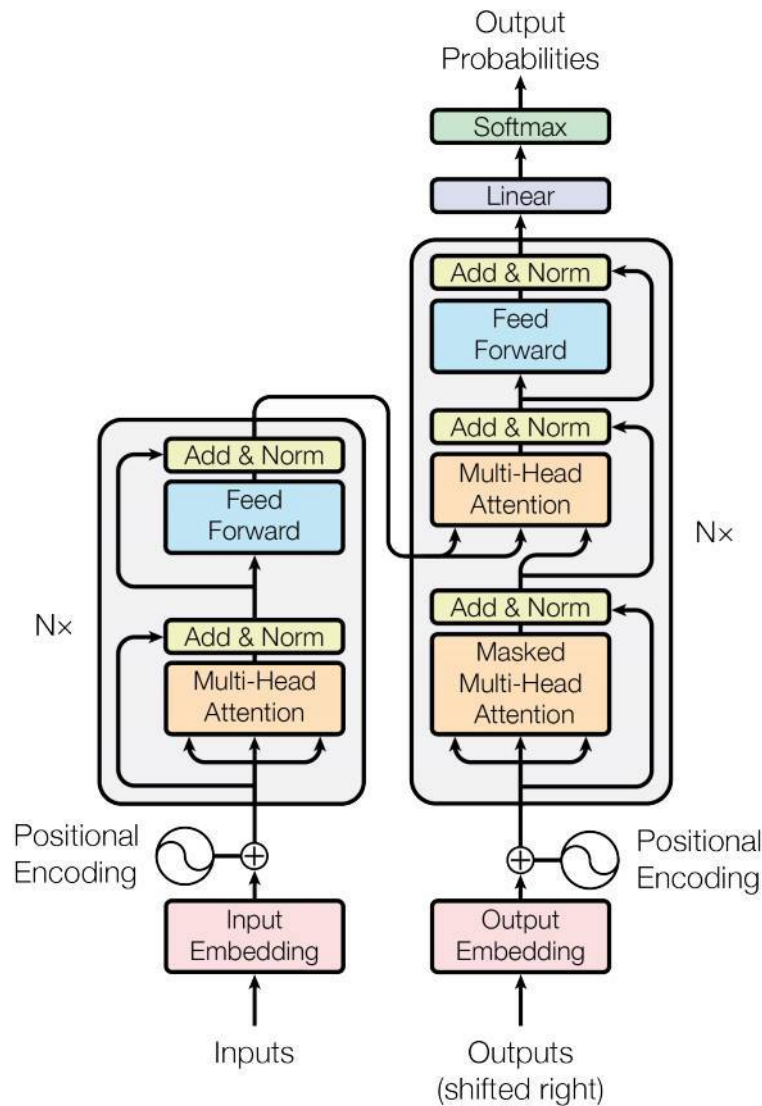 Output
Probabilities
Softmax
Linear
Add & Norm
Feed
Forward
Add & Norm
Multi-Head
Attention
Add & Norm
Masked
Multi-Head
Attention
N×
Add & Norm
Feed
Forward
Add & Norm
Multi-Head
Attention
N×
Positional
Encoding
Positional
Encoding
Input
Embedding
Output
Embedding
Inputs
Outputs
(shifted right)